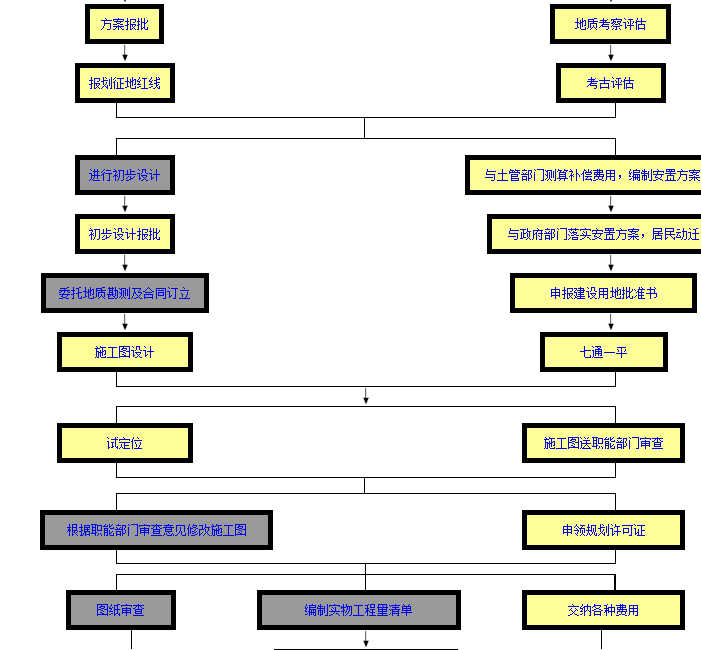 方案报批
地质考察评估
报划征地红线
考古评估
进行初步设计
与土管部门测算补偿费用，编制安置方案
初步设计报批
与政府部门落实安置方案，居民动迁
委托地质勘测及合同订立
申报建设用地批准书
施工图设计
七通一平
试定位
施工图送职能部门审查
根据职能部门审查意见修改施工图
申领规划许可证
图纸审查
编制实物工程量清单
交纳各种费用